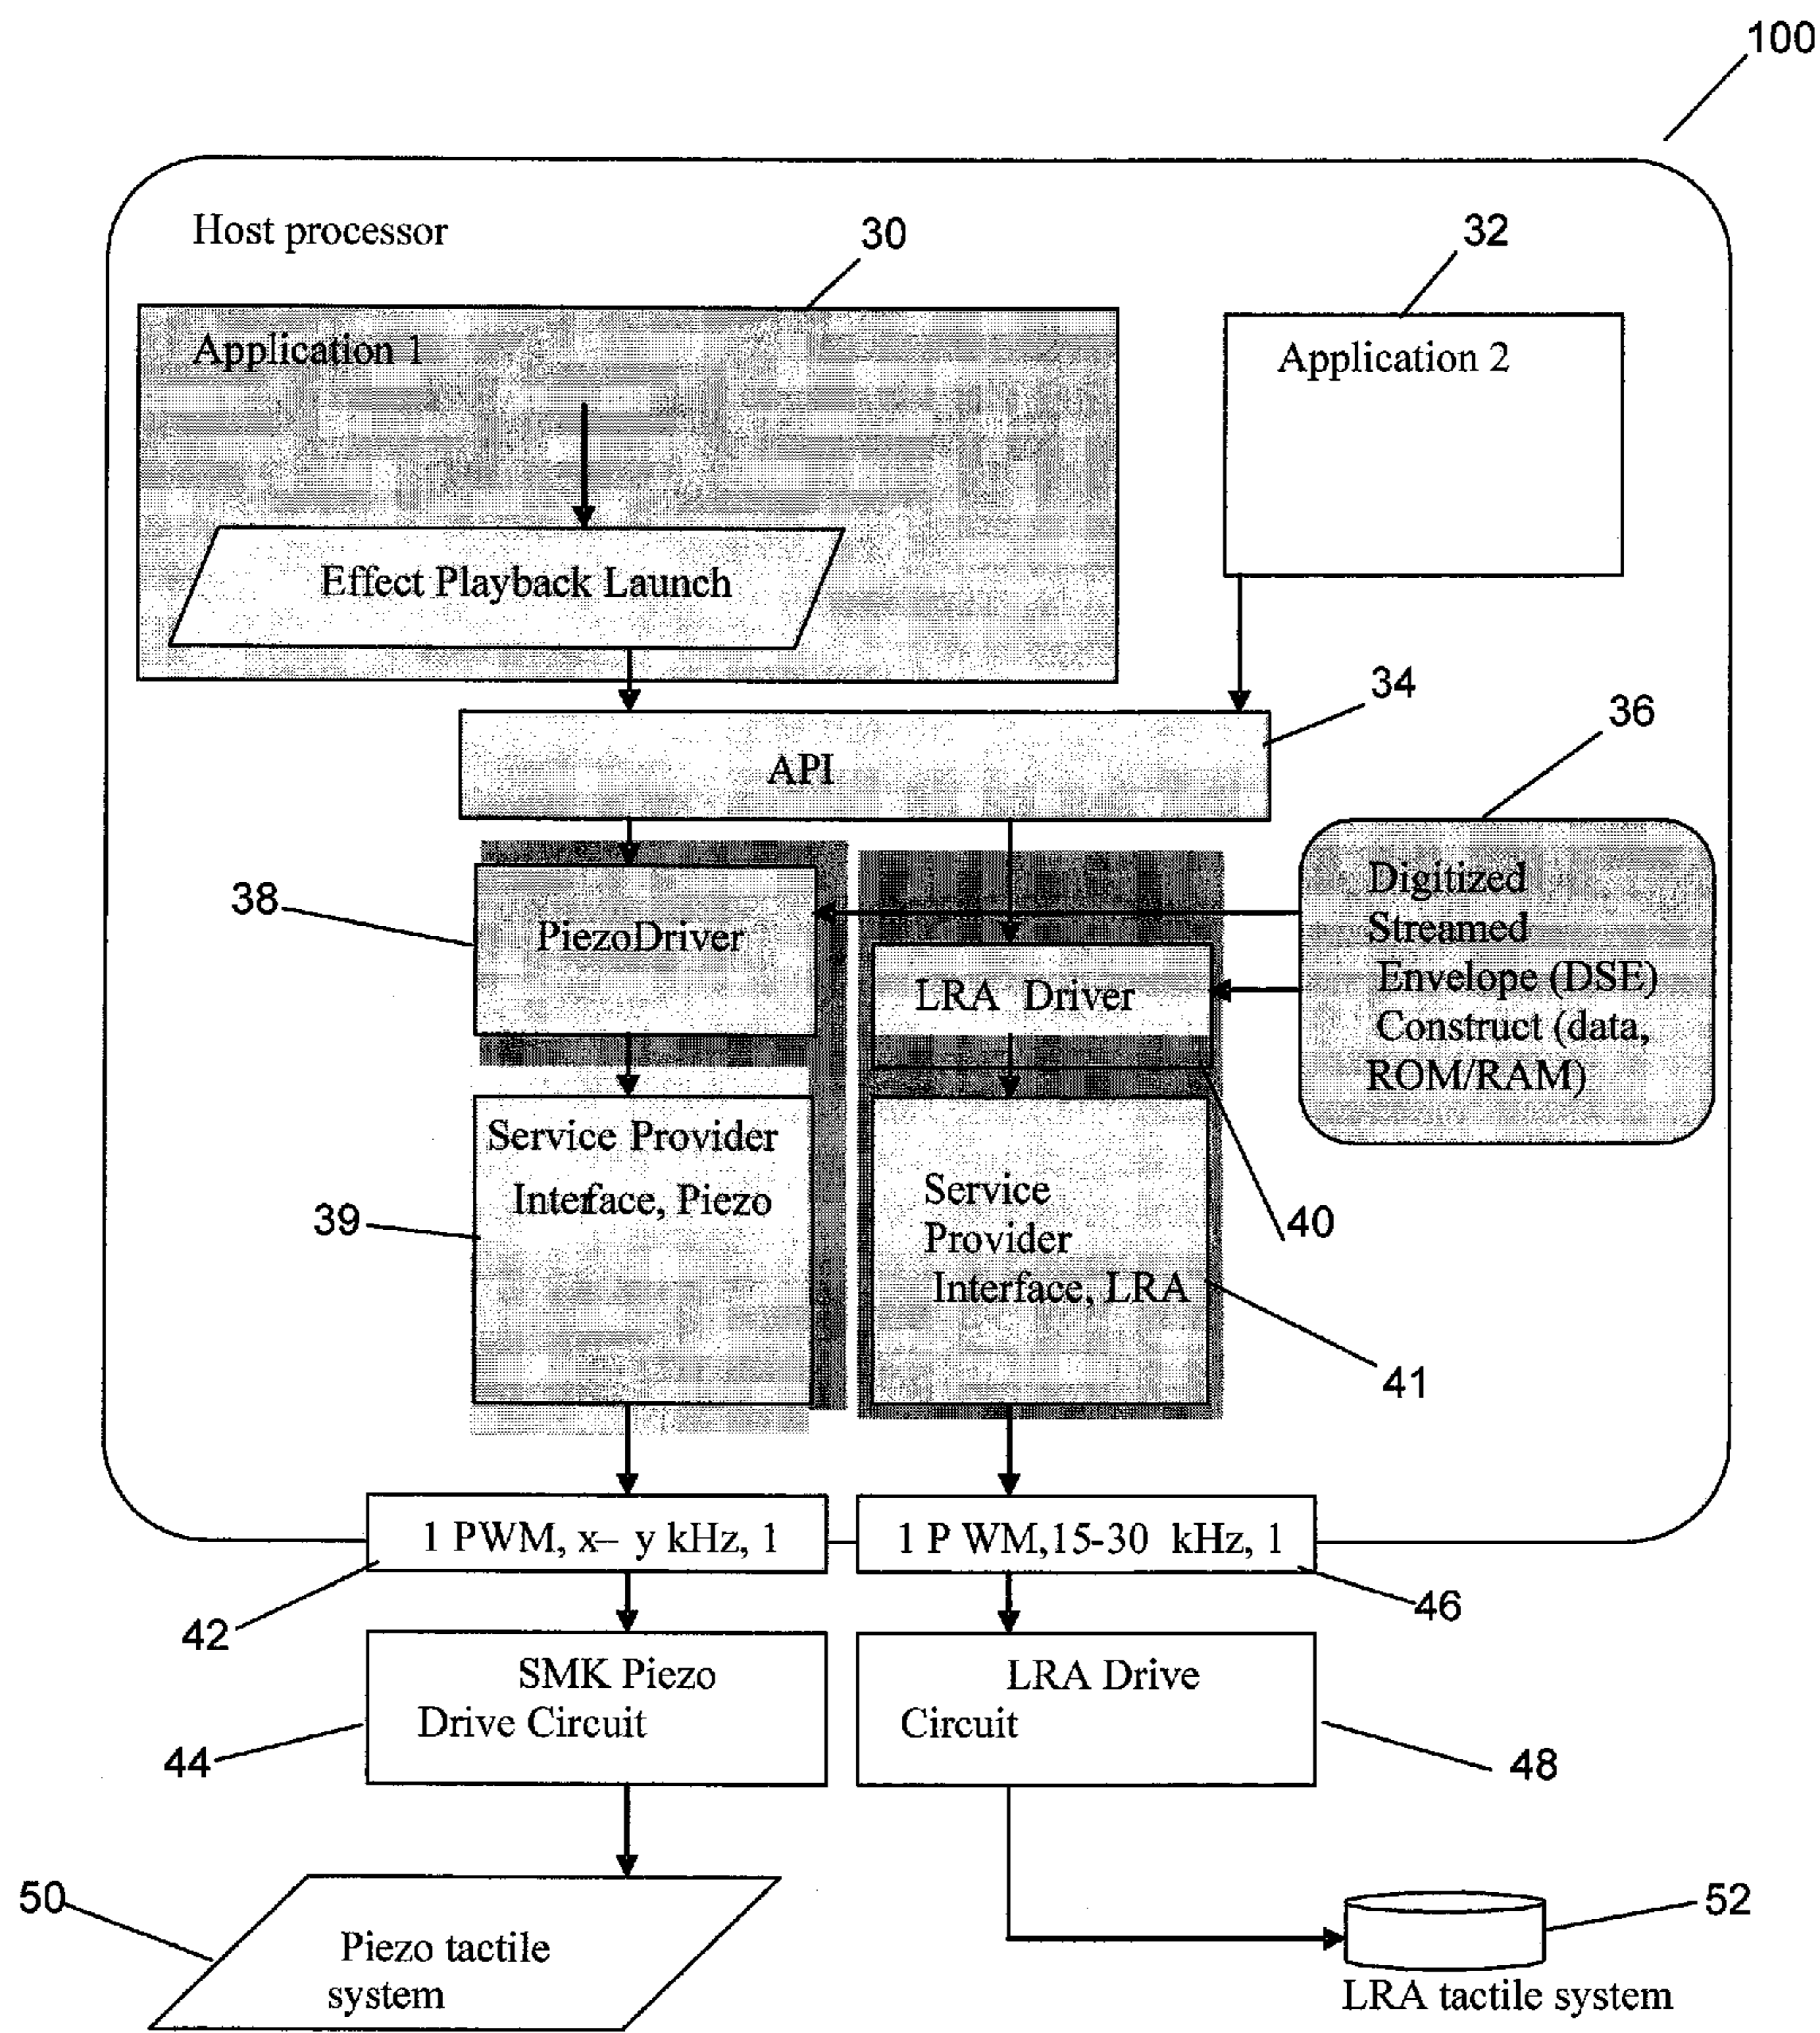 100
Host processor
30
32
Application 1
Application 2
Effect Playback Launch
34
36
API
Digitized
Streamed
Envelope (DSE)
Construct (data,
ROM/RAM)
38
PiezoDriver
LRA Driver
Service Provider
Interface, Piezo
39
Service
Provider
Interface, LRA
40
41
1 PWM, x– y kHz, 1
1 P WM,15-30 kHz, 1
42
46
SMK Piezo
Drive Circuit
LRA Drive
Circuit
44
48
50
Piezo tactile
system
52
LRA tactile system